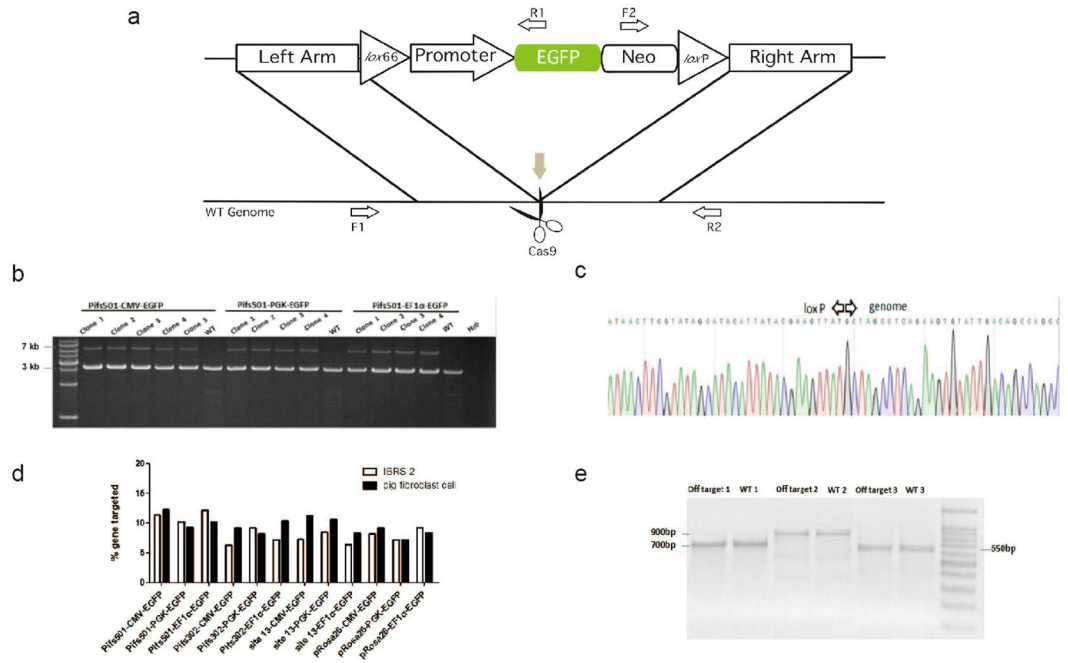 a
R1
F2
Left Arm
lox66
Promoter
EGFP
Neo
loxP
Right Arm
WT Genome
F1
R2
Cas9
b
Pifs501-CMV-EGFP
Pifs501-PGK-EGFP
Pifs501-EF1α-EGFP
Clone 1
Clone 2
Clone 3
Clone 4
Clone 5
WT
Clone 1
Clone 2
Clone 3
Clone 4
WT
Clone 1
Clone 2
Clone 3
Clone 4
WT
7 kb
3 kb
c
lox P
genome
ATAACTTCGTATAGCATACATTATACGAAGTTATGCTAGCCTCAGAAGTGTATTGACAGCCAGCC
d
% gene targeted
20
15
10
5
0
IBRS 2
pig fibroblast cell
Pifs501-CMV-EGFP
Pifs501-PGK-EGFP
Pifs501-EF1α-EGFP
Pifs302-CMV-EGFP
Pifs302-PGK-EGFP
Pifs302-EF1α-EGFP
site 13-CMV-EGFP
site 13-PGK-EGFP
site 13-EF1α-EGFP
pRosa26-CMV-EGFP
pRosa26-PGK-EGFP
pRosa26-EF1α-EGFP
e
Off target 1
WT 1
Off target 2
WT 2
Off target 3
WT 3
900bp
700bp
550bp